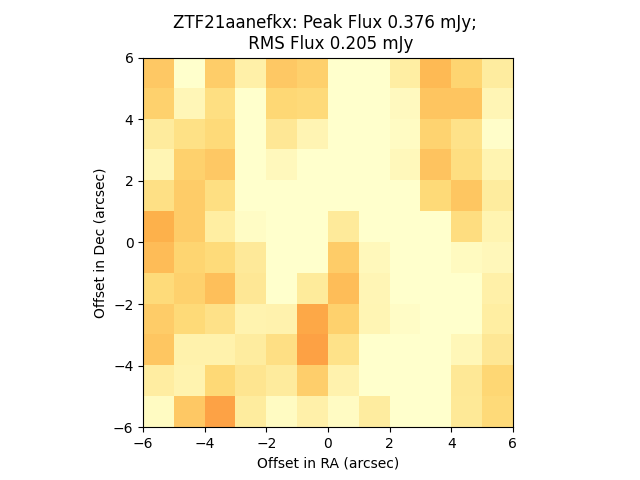 ZTF21aanefkx: Peak Flux 0.376 mJy;
RMS Flux 0.205 mJy
6
4
2
0
−2
−4
−6
Offset in Dec (arcsec)
−6 −4 −2 0 2 4 6
Offset in RA (arcsec)